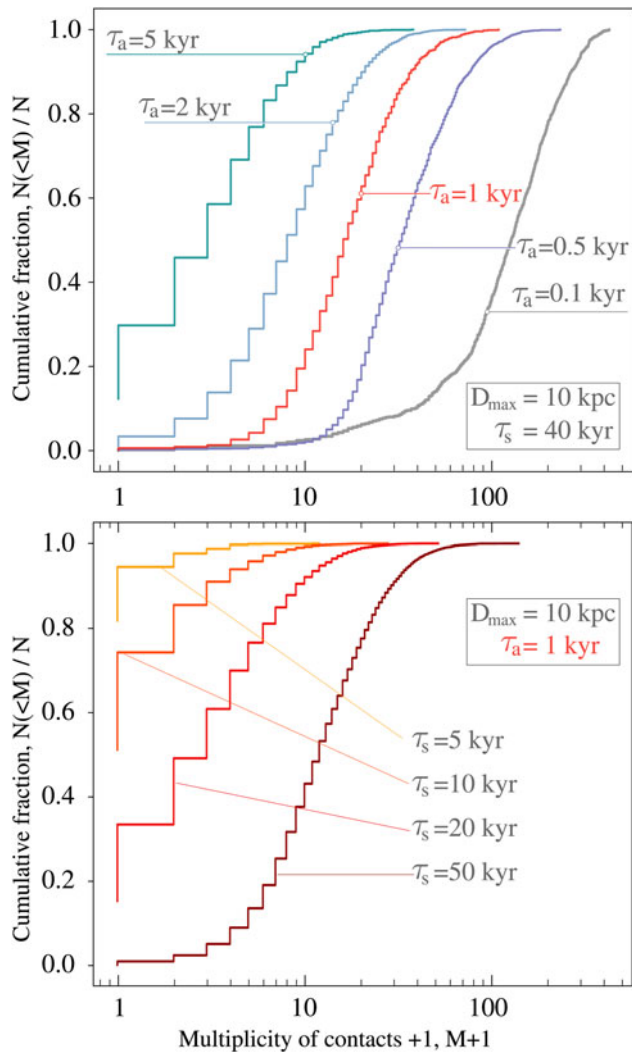 1.0
τa=5 kyr
τa=2 kyr
0.8
0.6
τa=1 kyr
τa=0.5 kyr
0.4
τa=0.1 kyr
0.2
Dmax = 10 kpc
τs = 40 kyr
0.0
Cumulative fraction, N(<M) / N
1 10 100
1.0
0.8
Dmax = 10 kpc
τa= 1 kyr
0.6
τs=5 kyr
τs=10 kyr
0.4
τs=20 kyr
τs=50 kyr
0.2
0.0
Cumulative fraction, N(<M) / N
1 10 100
Multiplicity of contacts +1, M+1